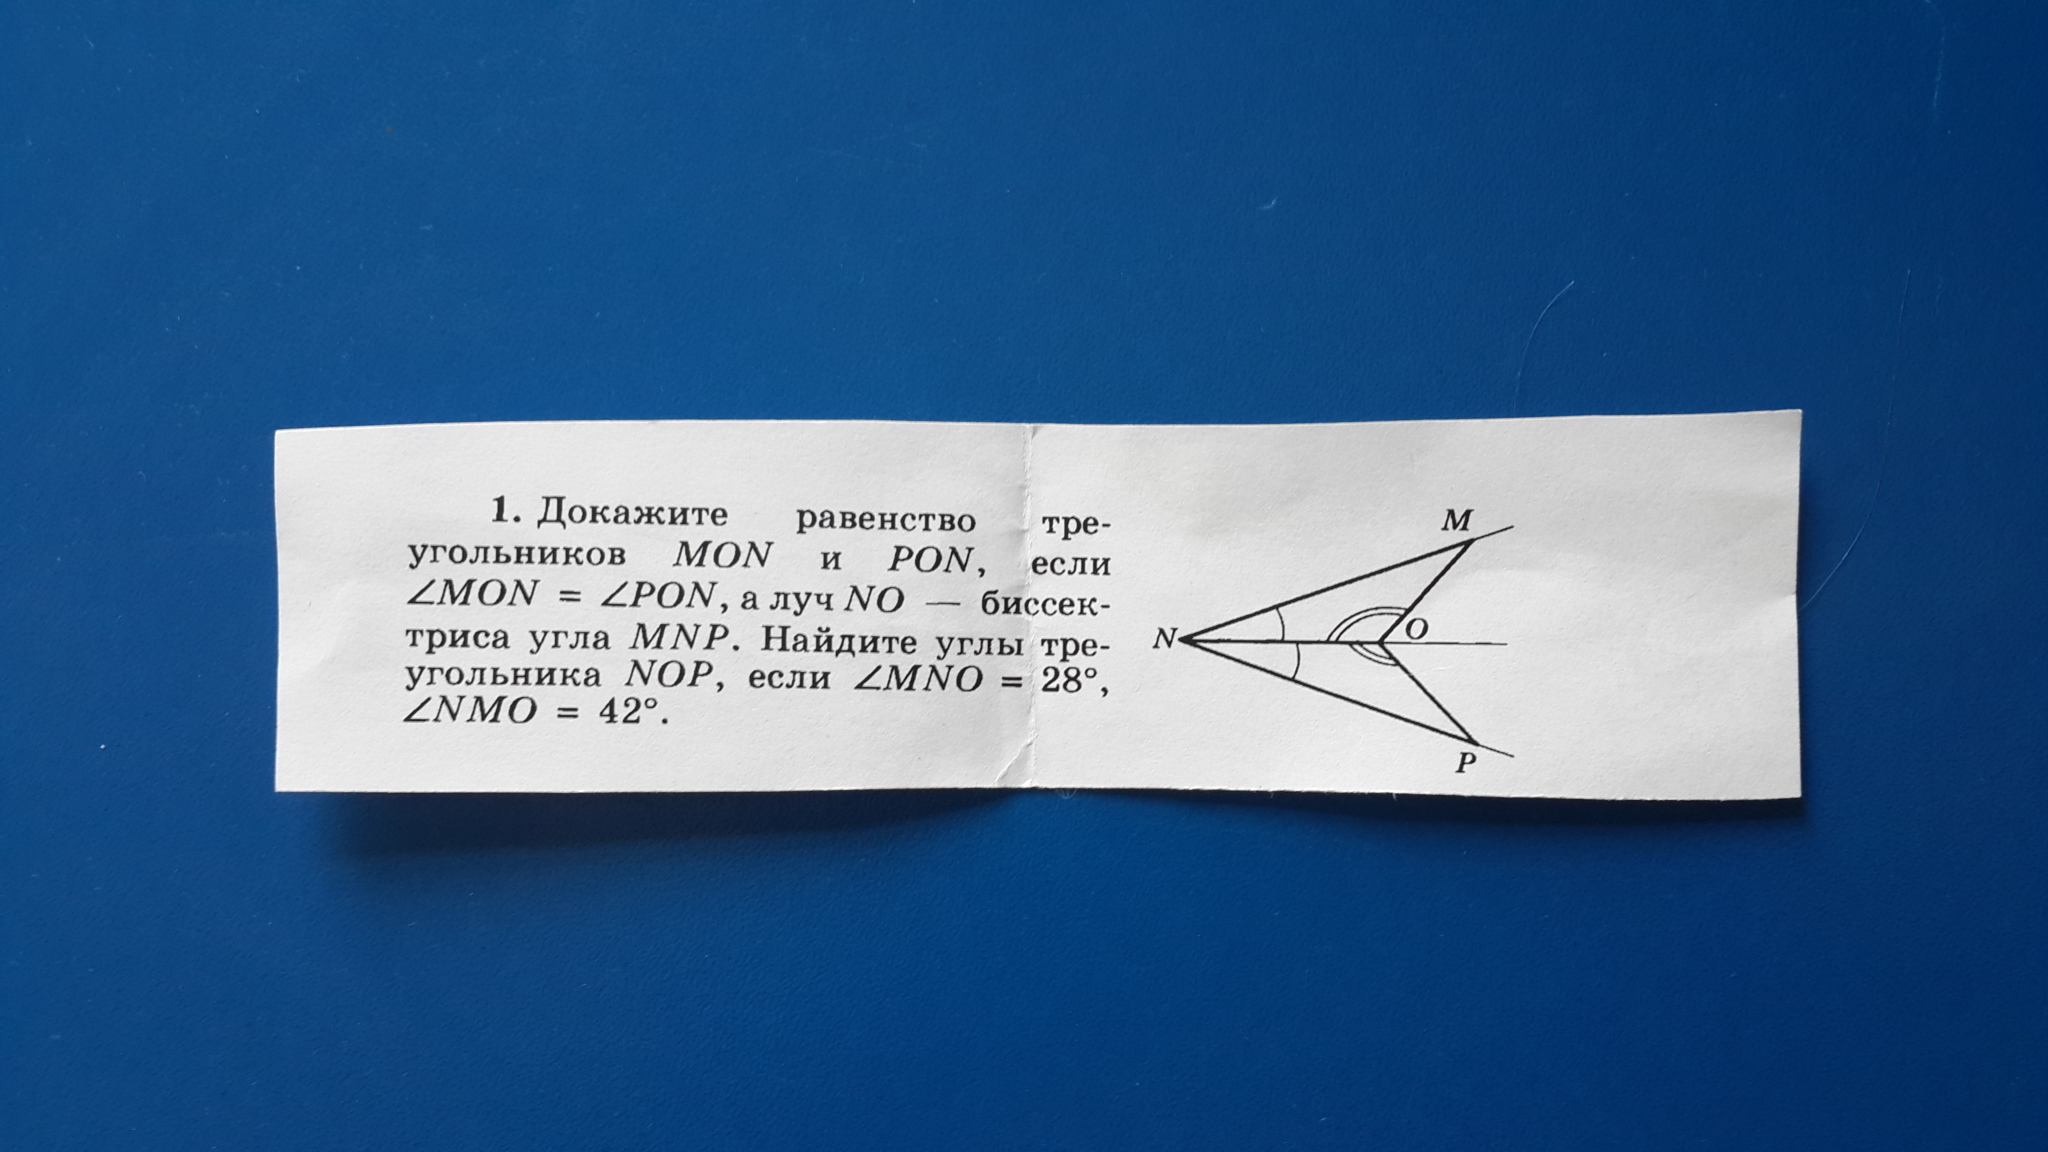 1. Докажите равенство тре-
угольников MON и PON, если
∠MON = ∠PON, а луч NO — биссек-
триса угла MNP. Найдите углы тре-
угольника NOP, если ∠MNO = 28°,
∠NMO = 42°.
M
N
O
P